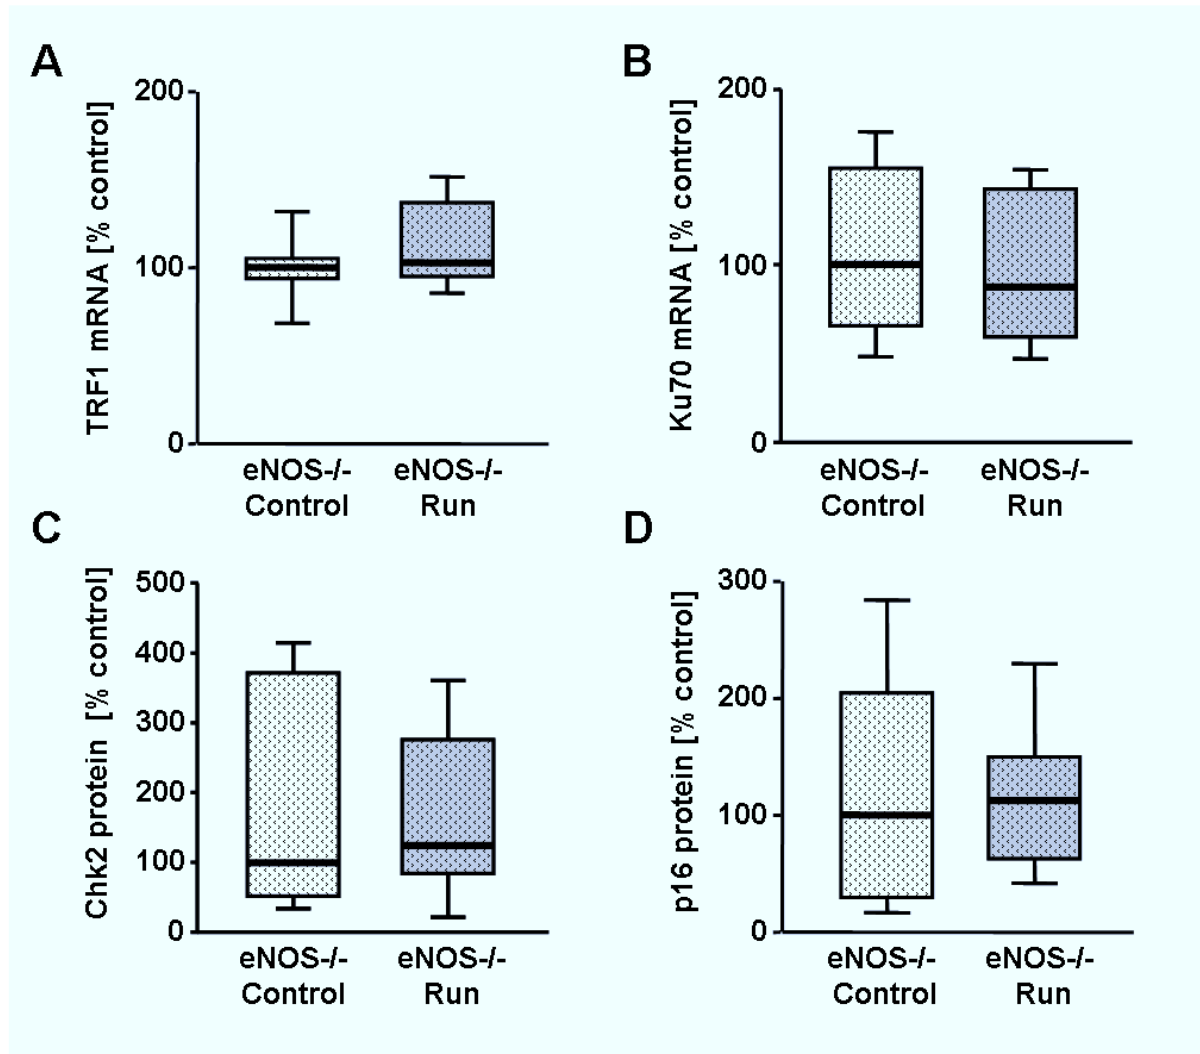 A
TRF1 mRNA [% control]
200
100
0
eNOS-/-
Control
eNOS-/-
Run
B
Ku70 mRNA [% control]
200
100
0
eNOS-/-
Control
eNOS-/-
Run
C
Chk2 protein [% control]
500
400
300
200
100
0
eNOS-/-
Control
eNOS-/-
Run
D
p16 protein [% control]
300
200
100
0
eNOS-/-
Control
eNOS-/-
Run